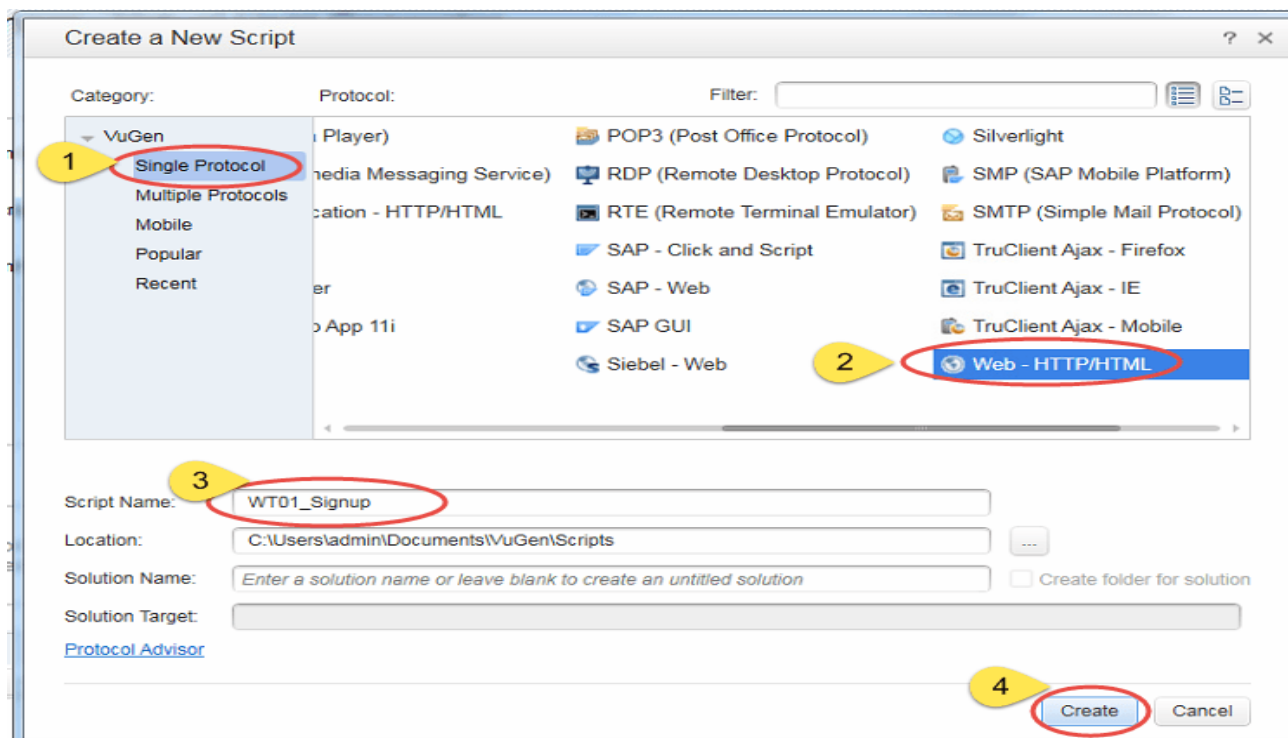 Create a New Script
?
Category:
Protocol:
Filter:
VuGen
1
Single Protocol
Multiple Protocols
Mobile
Popular
Recent
Player)
Messaging Service)
- HTTP/HTML
App 11i
POP3 (Post Office Protocol)
RDP (Remote Desktop Protocol)
RTE (Remote Terminal Emulator)
SAP - Click and Script
SAP - Web
SAP GUI
Siebel - Web
Silverlight
SMP (SAP Mobile Platform)
SMTP (Simple Mail Protocol)
TruClient Ajax - Firefox
TruClient Ajax - IE
TruClient Ajax - Mobile
2
Web - HTTP/HTML
3
Script Name: WT01_Signup
Location: C:\Users\admin\Documents\VuGen\Scripts
...
Solution Name: Enter a solution name or leave blank to create an untitled solution
Create folder for solution
Solution Target:
Protocol Advisor
4
Create
Cancel